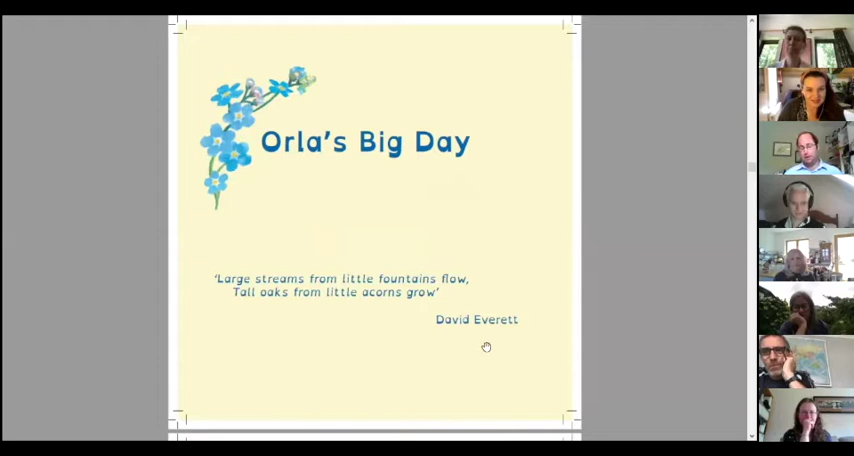 Orla's Big Day
'Large streams from little fountains flow,
Tall oaks from little acorns grow'
David Everett